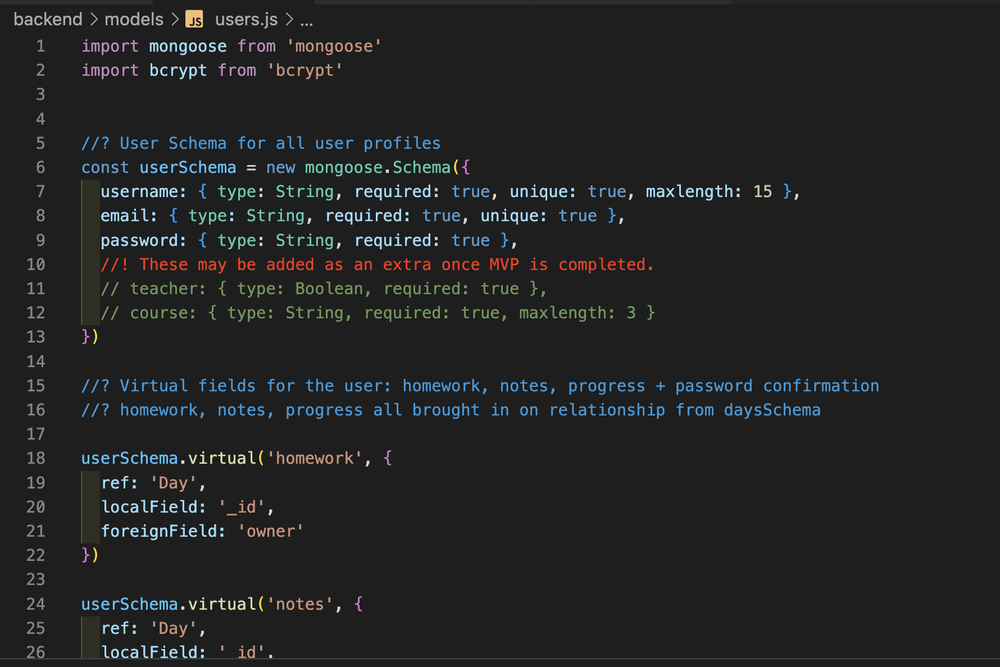 backend > models > JS users.js > ...
1 import mongoose from 'mongoose'
2 import bcrypt from 'bcrypt'
3
4
5 //? User Schema for all user profiles
6 const userSchema = new mongoose.Schema({
7 username: { type: String, required: true, unique: true, maxlength: 15 },
8 email: { type: String, required: true, unique: true },
9 password: { type: String, required: true },
10 //! These may be added as an extra once MVP is completed.
11 // teacher: { type: Boolean, required: true },
12 // course: { type: String, required: true, maxlength: 3 }
13 })
14
15 //? Virtual fields for the user: homework, notes, progress + password confirmation
16 //? homework, notes, progress all brought in on relationship from daysSchema
17
18 userSchema.virtual('homework', {
19 ref: 'Day',
20 localField: '_id',
21 foreignField: 'owner'
22 })
23
24 userSchema.virtual('notes', {
25 ref: 'Day',
26 localField: '_id',